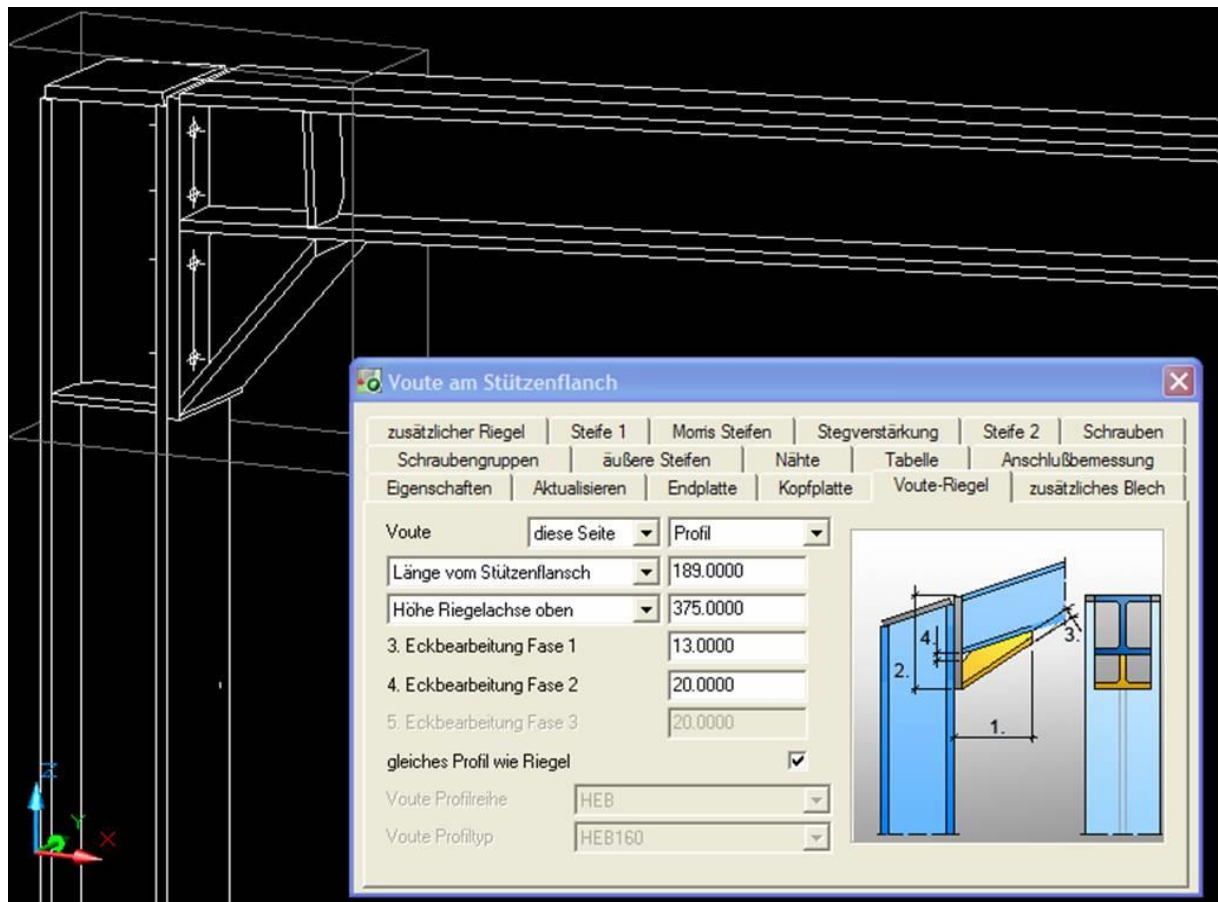 Voute am Stützenflanch
zusätzlicher Riegel Steife 1 Morris Steifen Stegverstärkung Steife 2 Schrauben
Schraubengruppen äußere Steifen Nähte Tabelle Anschlußbemessung
Eigenschaften Aktualisieren Endplatte Kopfplatte Voute-Riegel zusätzliches Blech
Voute diese Seite Profil
Länge vom Stützenflansch 189.0000
Höhe Riegelachse oben 375.0000
3. Eckbearbeitung Fase 1 13.0000
4. Eckbearbeitung Fase 2 20.0000
5. Eckbearbeitung Fase 3 20.0000
gleiches Profil wie Riegel
Voute Profilreihe HEB
Voute Profiltyp HEB160
4.
3.
2.
1.
Z
Y
X